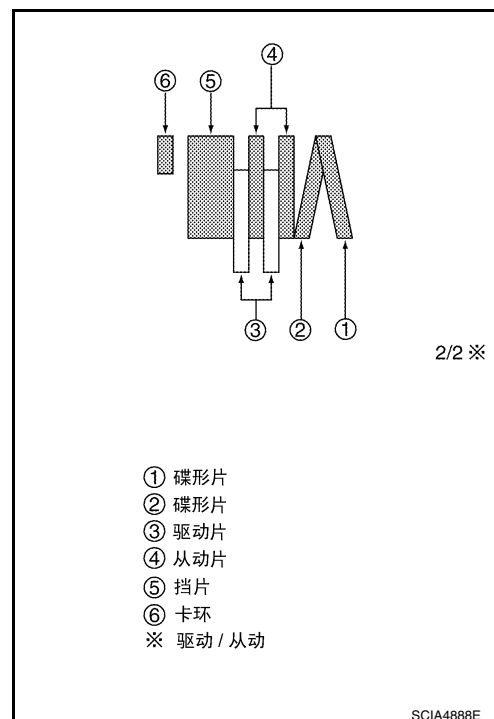 ④
⑥ ⑤
③ ② ①
2/2 ※
① 碟形片
② 碟形片
③ 驱动片
④ 从动片
⑤ 挡片
⑥ 卡环
※ 驱动 / 从动
SCIA4888E